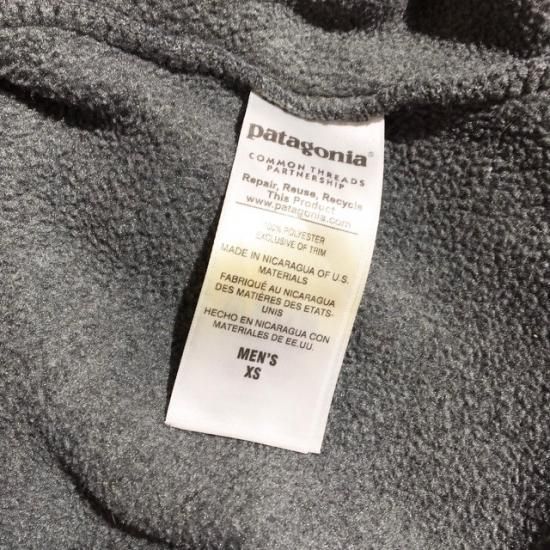 patagonia®
COMMON THREADS
PARTNERSHIP
Repair, Reuse, Recycle
This Product
www.patagonia.com
100% POLYESTER
EXCLUSIVE OF TRIM
MADE IN NICARAGUA OF U.S.
MATERIALS
FABRIQUÉ AU NICARAGUA
DES MATIÈRES DES ETATS-
UNIS
HECHO EN NICARAGUA CON
MATERIALES DE EE.UU.
MEN'S
XS